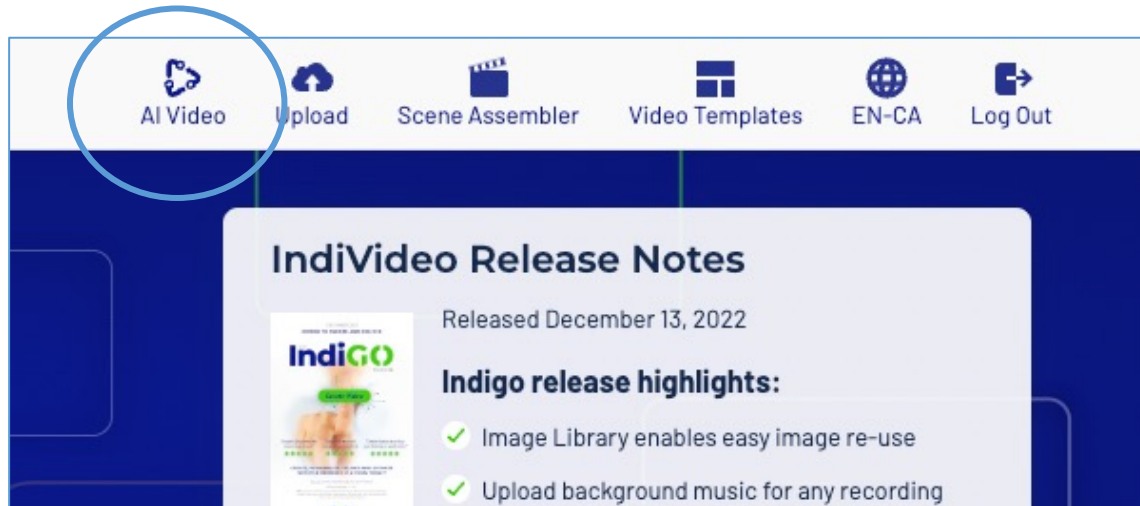 AI Video
Upload
Scene Assembler
Video Templates
EN-CA
Log Out
IndiVideo Release Notes
Released December 13, 2022
IndiGO
Indigo release highlights:
Image Library enables easy image re-use
Upload background music for any recording